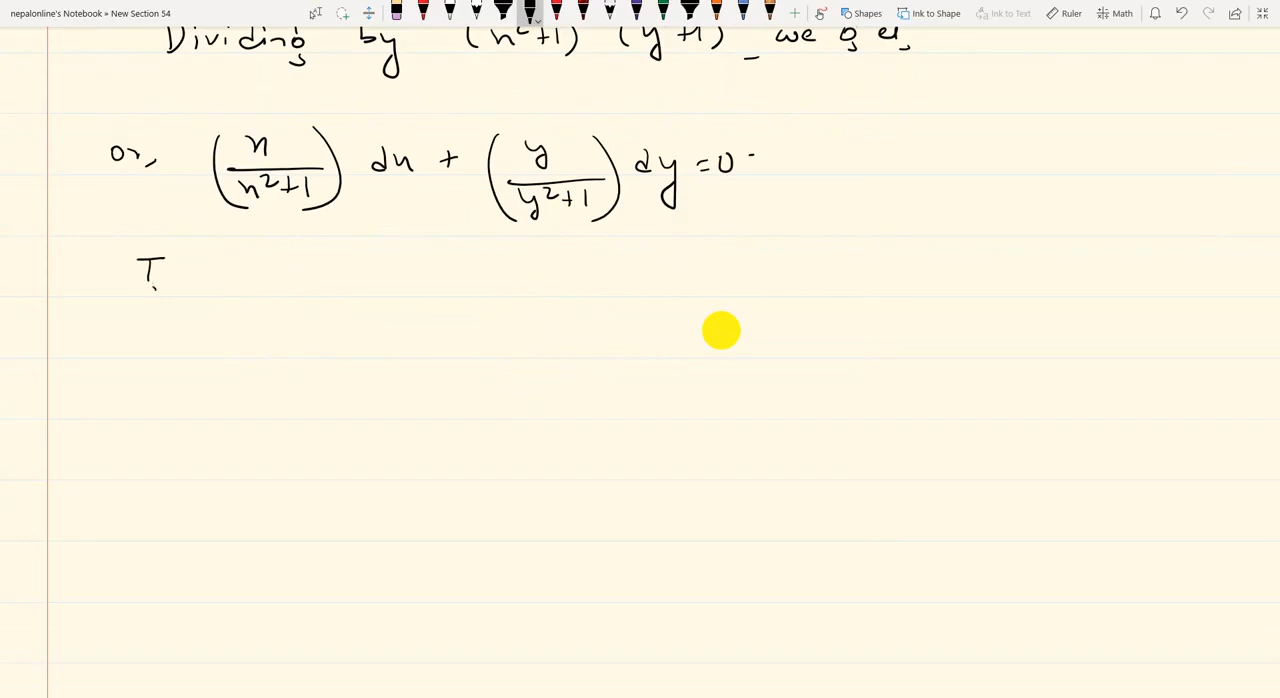 nepalonline's Notebook » New Section 54
Shapes Ink to Shape Ink to Text Ruler Math
Dividing by (x²+1) (y²+1) we get,
or, (x/(x²+1)) dx + (y/(y²+1)) dy = 0
I